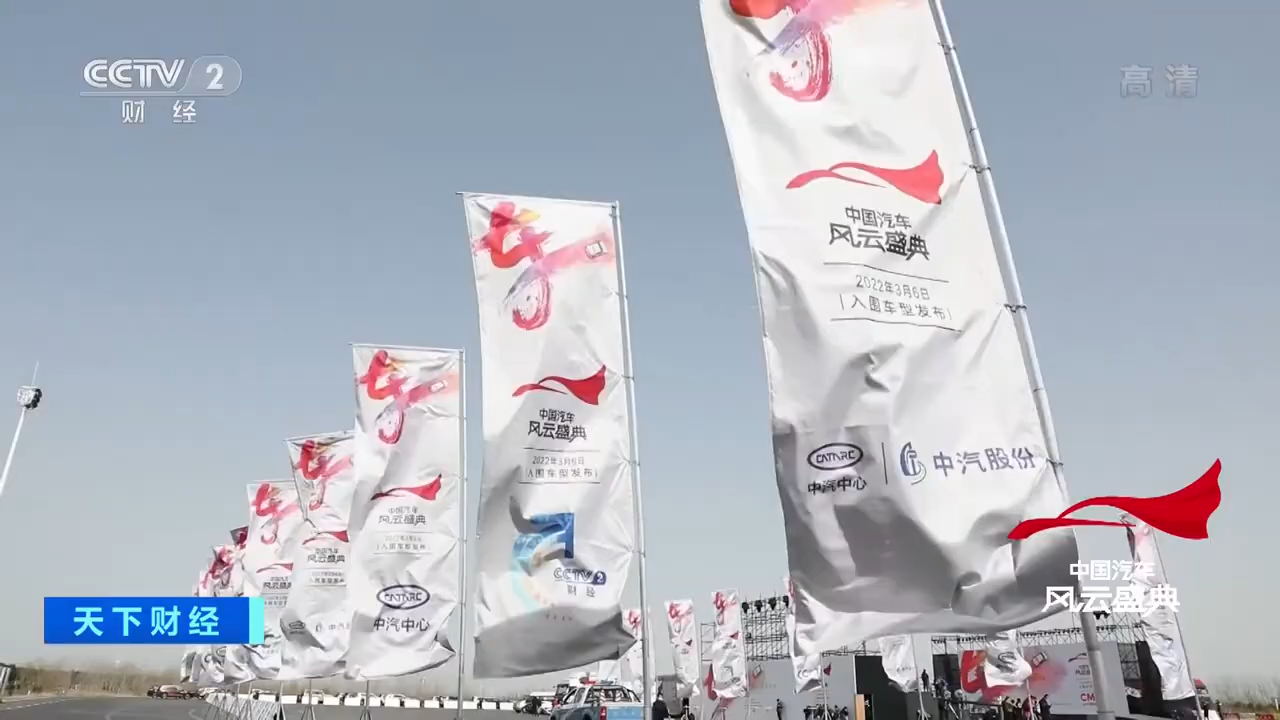 CCTV 2
财 经
高清
中国汽车
风云盛典
2022年3月6日
入围车型发布
CATARC
中汽中心
中汽股份
中国汽车
风云盛典
2022年3月6日
入围车型发布
CCTV 2
财 经
中国汽车
风云盛典
CATARC
中汽中心
中国汽车
风云盛典
天下财经